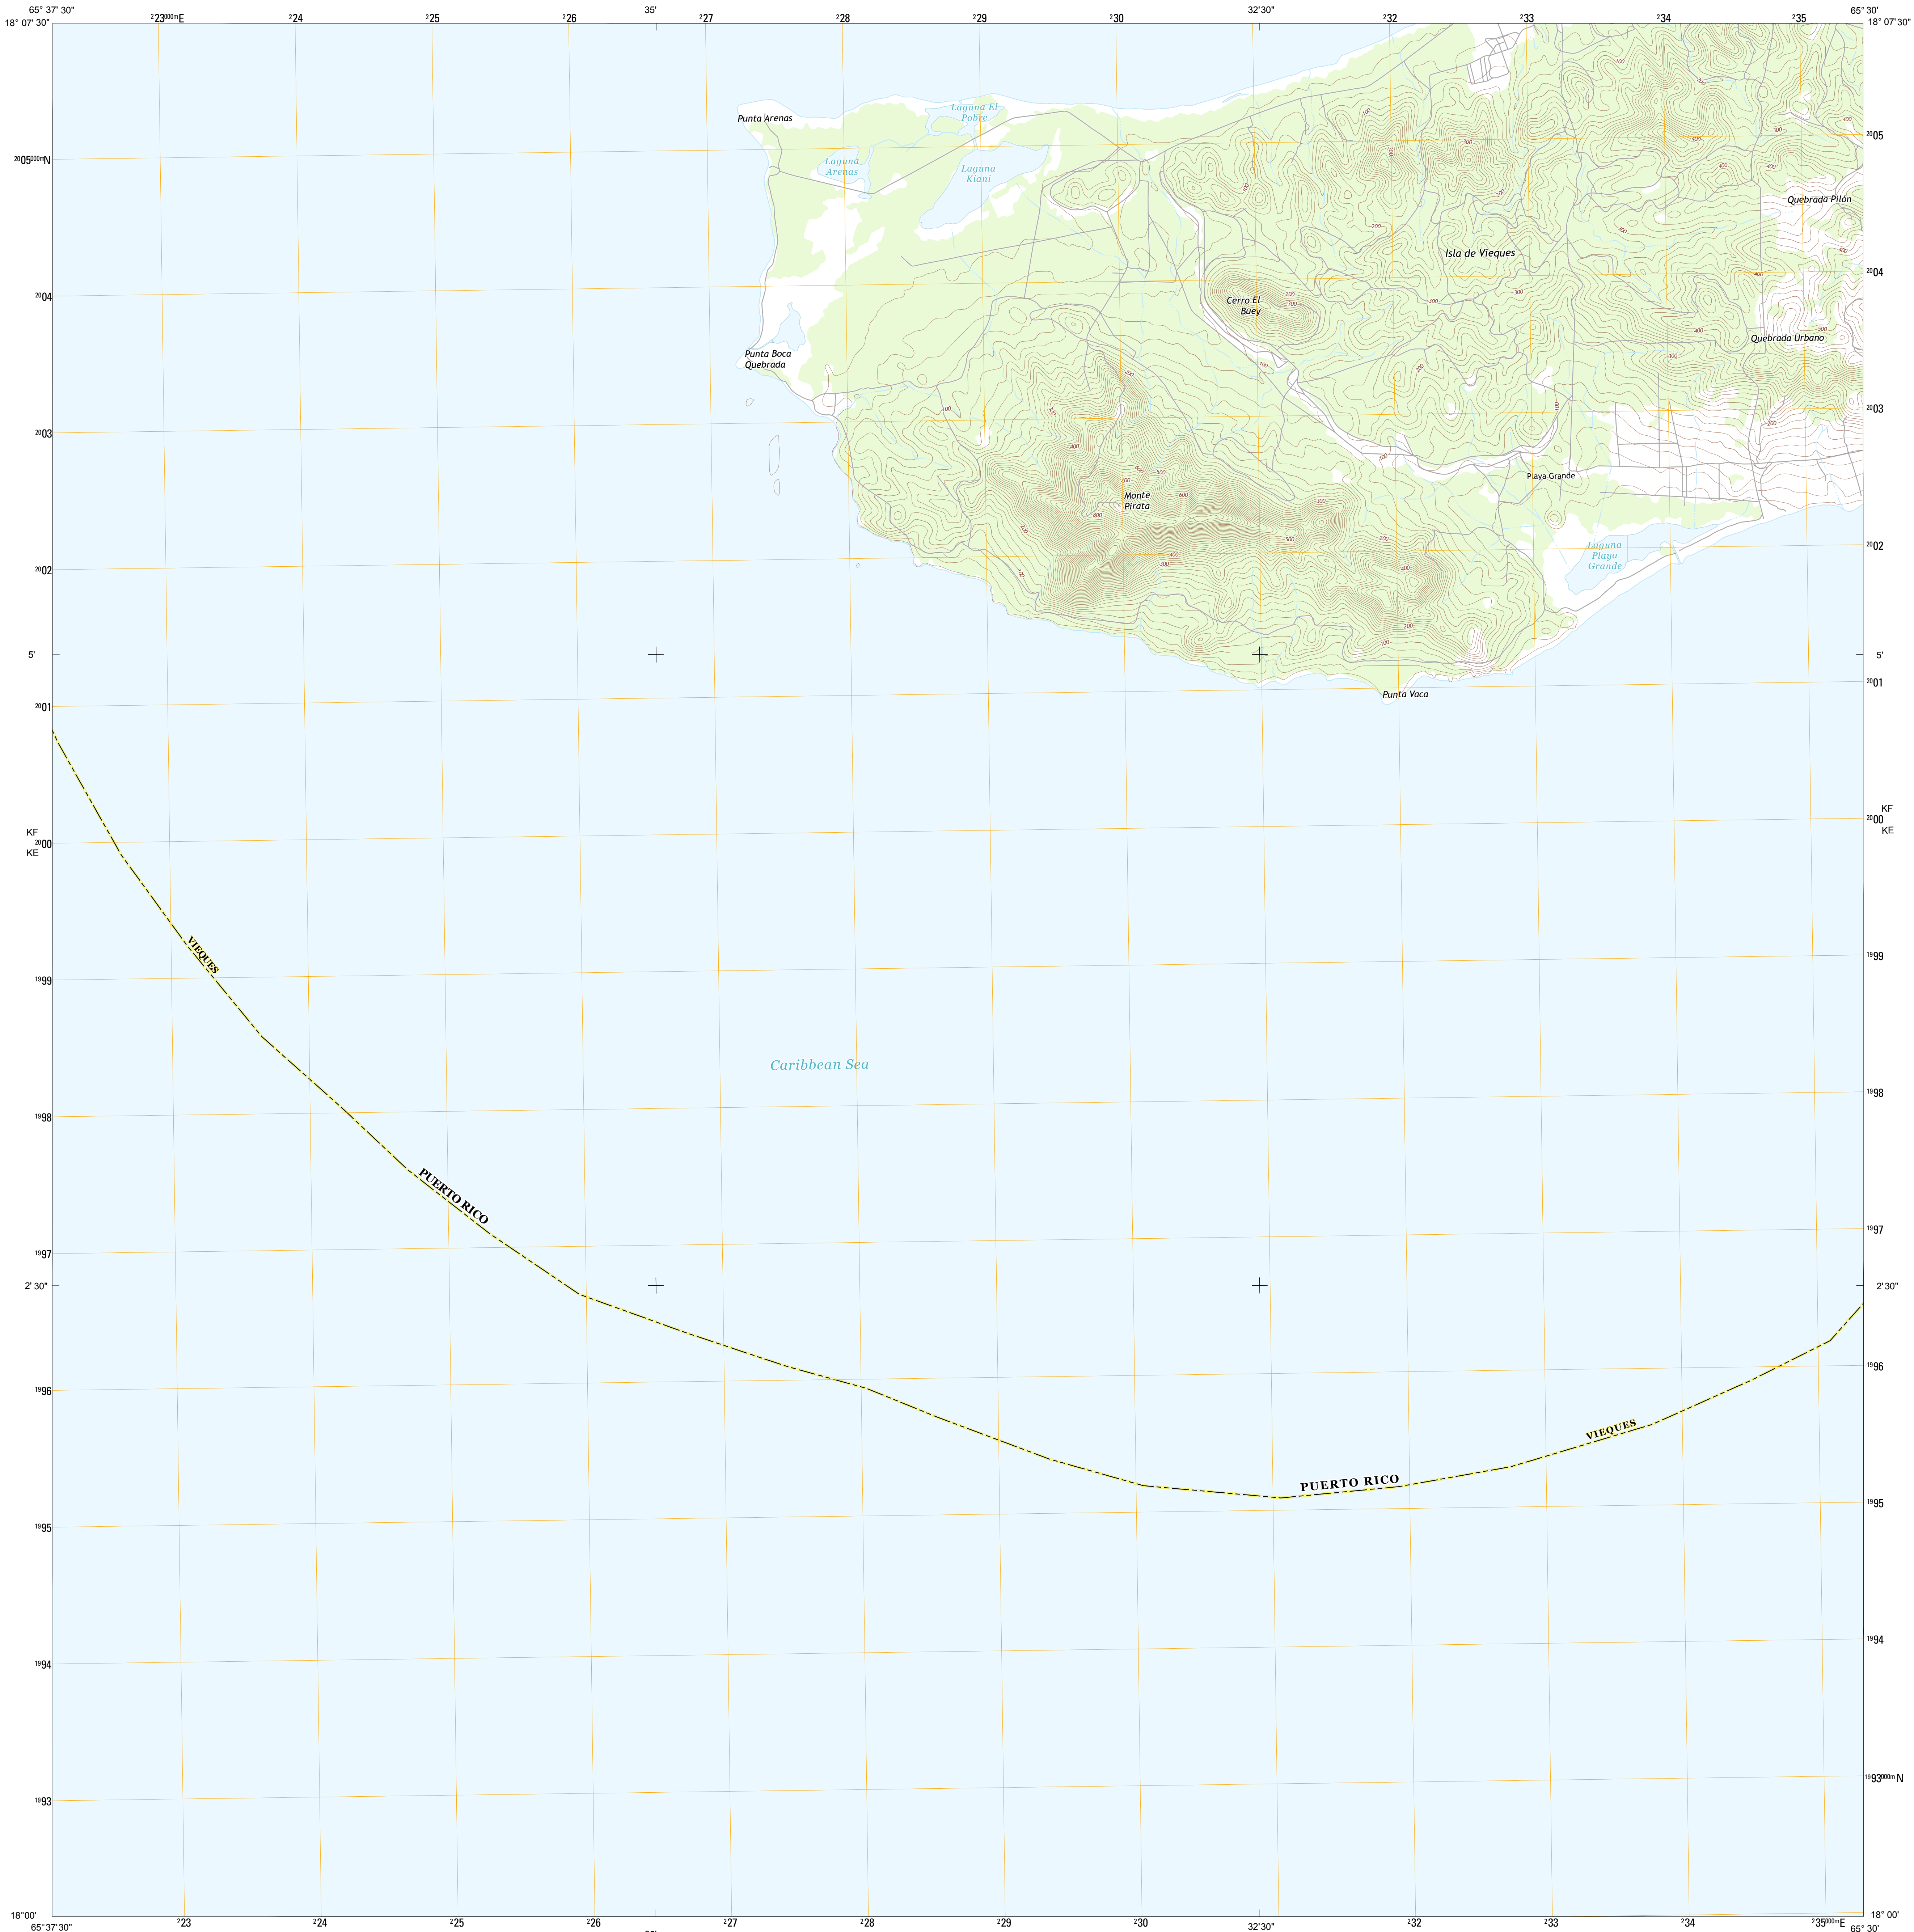 65° 37' 30"
35'
32'30"
65° 30'
18° 07' 30"
²23⁰⁰⁰ᵐE
²24
²25
²26
²27
²28
²29
²30
²32
²33
²34
²35
18° 07' 30"
Laguna El
Pobre
Punta Arenas
²⁰05
²⁰05⁰⁰⁰ᵐN
Laguna
Arenas
Laguna
Kiani
Quebrada Pilón
Isla de Vieques
²⁰04
²⁰04
Cerro El
Buey
Quebrada Urbano
Punta Boca
Quebrada
²⁰03
²⁰03
Playa Grande
Monte
Pirata
²⁰02
²⁰02
Laguna
Playa
Grande
5'
5'
²⁰01
Punta Vaca
²⁰01
KF
²⁰00
KE
KF
²⁰00
KE
VIEQUES
¹⁹99
¹⁹99
Caribbean Sea
¹⁹98
¹⁹98
PUERTO RICO
¹⁹97
¹⁹97
2' 30"
2' 30"
¹⁹96
¹⁹96
VIEQUES
PUERTO RICO
¹⁹95
¹⁹95
¹⁹94
¹⁹94
¹⁹93⁰⁰⁰ᵐN
¹⁹93
18°00'
18° 00'
²23
²24
²25
²26
²27
²28
²29
²30
32'30"
²32
²33
²34
²35⁰⁰⁰ᵐE
65° 37'30"
65° 30'